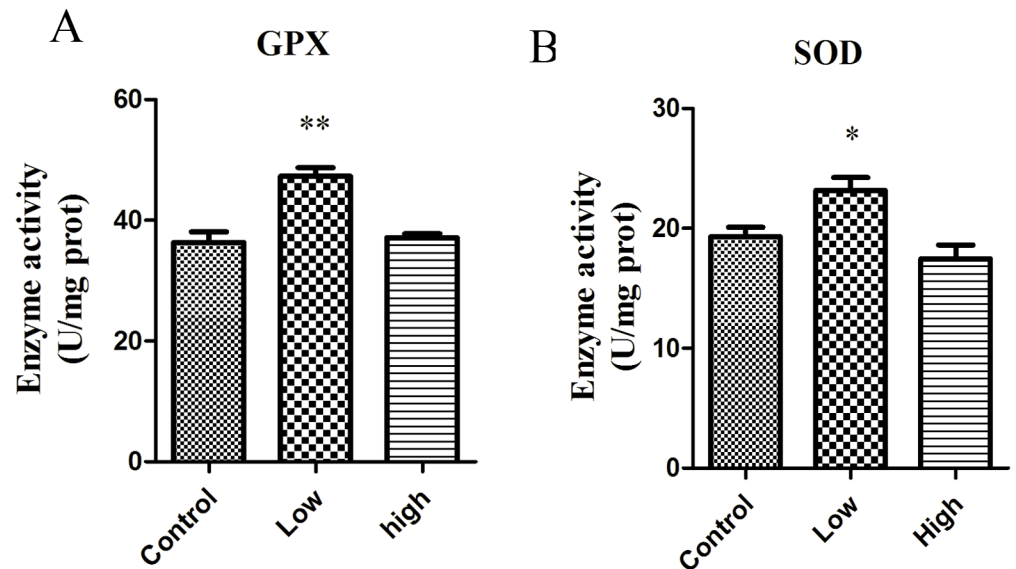 A
GPX
Enzyme activity
(U/mg prot)
60
40
20
0
**
Control
Low
high
B
SOD
Enzyme activity
(U/mg prot)
30
20
10
0
*
Control
Low
High